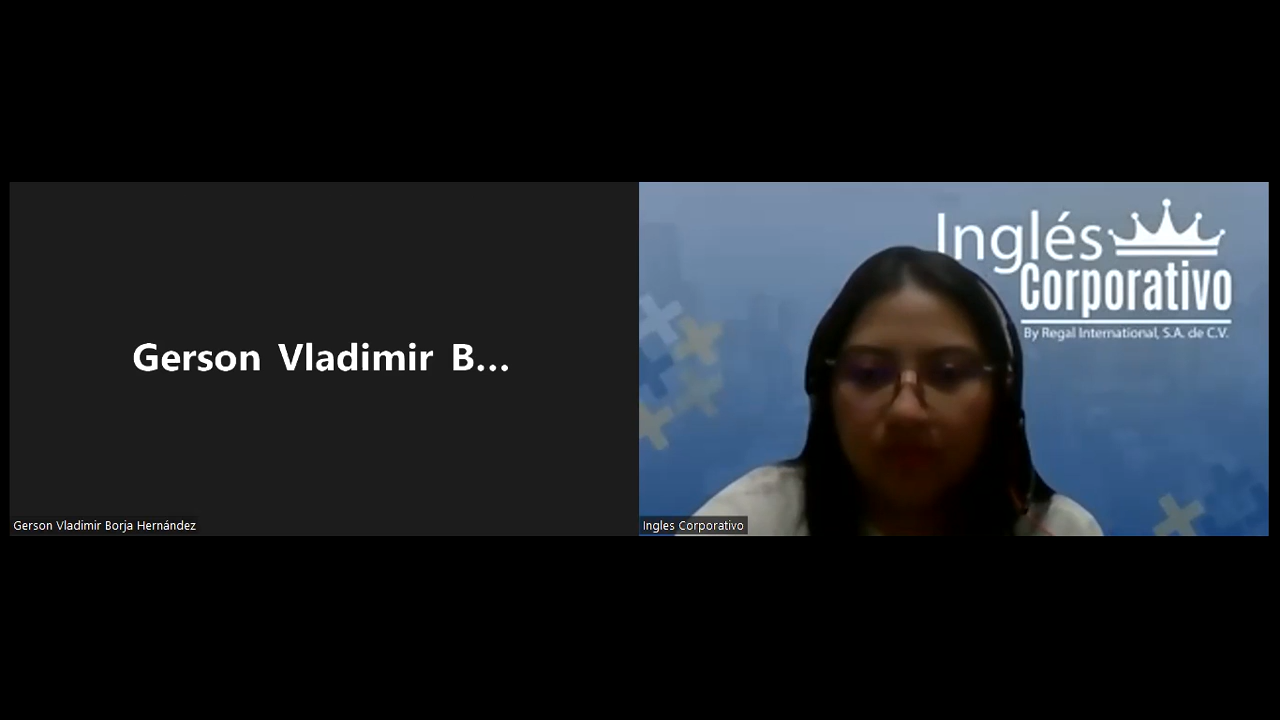 Gerson Vladimir B...
Gerson Vladimir Borja Hernández
Inglés
Corporativo
By Regal International, S.A. de C.V.
Ingles Corporativo